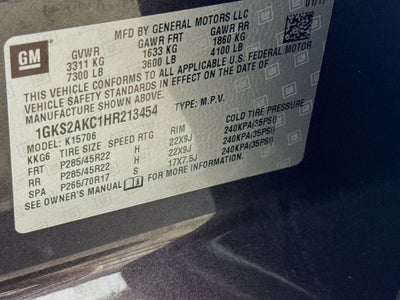 01/17
MFD BY GENERAL MOTORS LLC
GM
GVWR GAWR FRT GAWR RR
3311 KG 1633 KG 1860 KG
7300 LB 3600 LB 4100 LB
THIS VEHICLE CONFORMS TO ALL APPLICABLE U.S. FEDERAL MOTOR
VEHICLE SAFETY STANDARDS IN EFFECT ON THE DATE OF
MANUFACTURE SHOWN ABOVE.
1GKS2AKC1HR213454 TYPE: M.P.V.
MODEL: K15706
KKG6 TIRE SIZE SPEED RTG RIM COLD TIRE PRESSURE
FRT P285/45R22 H 22X9J 240KPA(35PSI)
RR P285/45R22 H 22X9J 240KPA(35PSI)
SPA P265/70R17 S 17X7.5J 240KPA(35PSI)
SEE OWNER'S MANUAL FOR MORE INFORMATION.